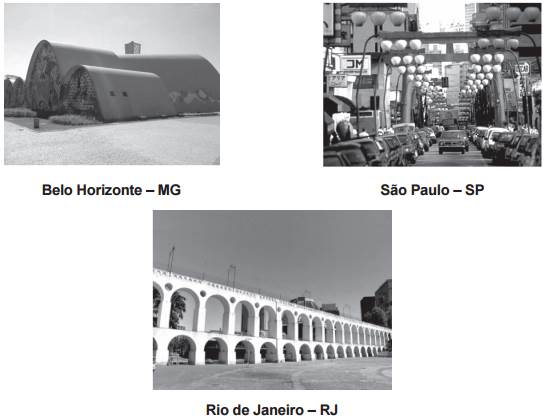 Belo Horizonte – MG
São Paulo – SP
Rio de Janeiro – RJ